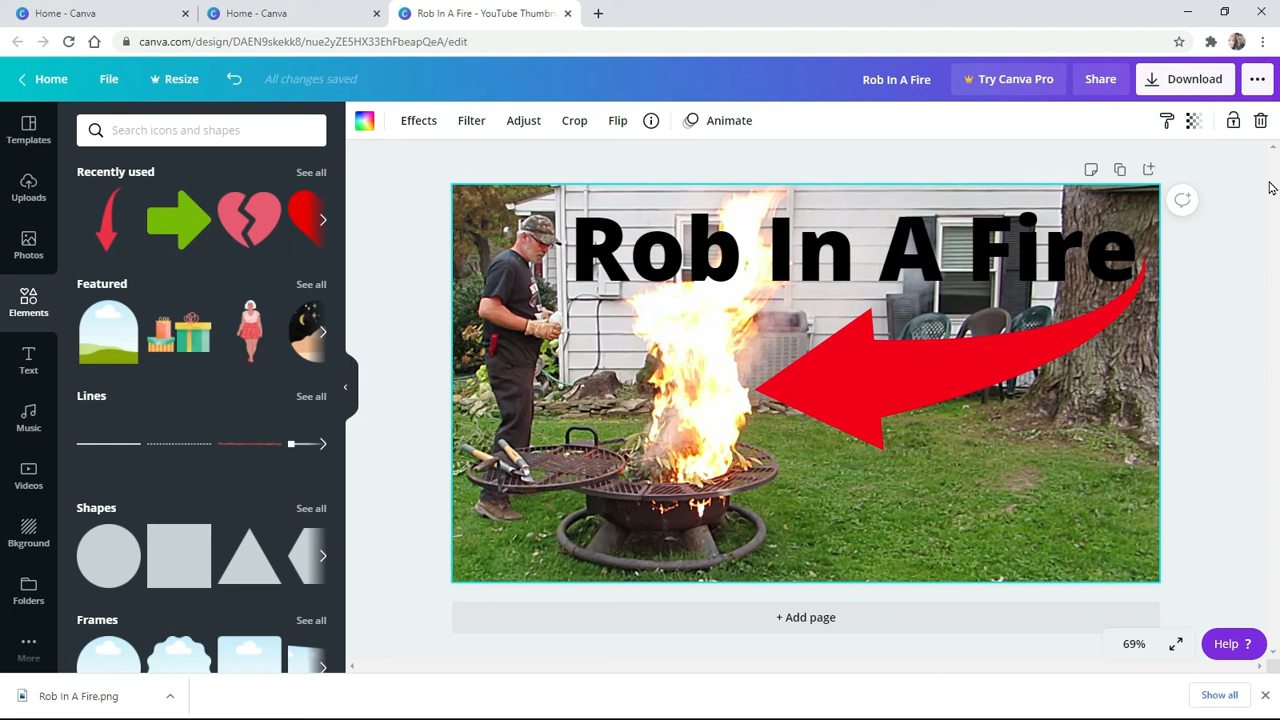 Home - Canva
Home - Canva
Rob In A Fire - YouTube Thumbn
canva.com/design/DAEN9skekk8/nue2yZE5HX33EhFbeapQeA/edit
Home
File
Resize
All changes saved
Rob In A Fire
Try Canva Pro
Share
Download
Templates
Uploads
Photos
Elements
Text
Music
Videos
Bkground
Folders
More
Search icons and shapes
Recently used
See all
Featured
See all
Lines
See all
Shapes
See all
Frames
See all
Effects
Filter
Adjust
Crop
Flip
Animate
Rob In A Fire
+ Add page
69%
Help ?
Rob In A Fire.png
Show all